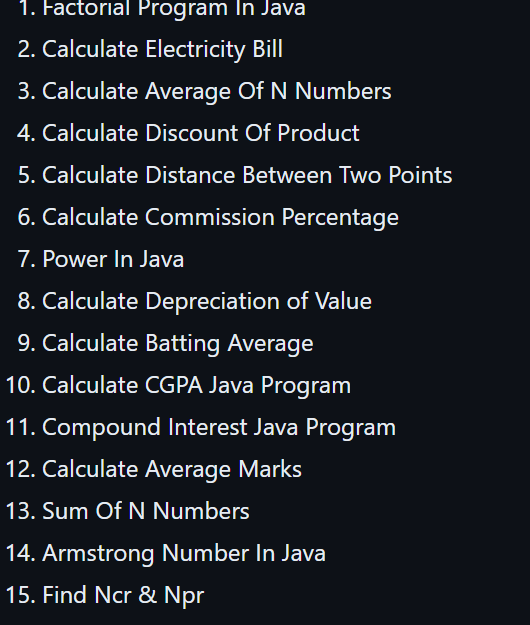 1. Factorial Program In Java
2. Calculate Electricity Bill
3. Calculate Average Of N Numbers
4. Calculate Discount Of Product
5. Calculate Distance Between Two Points
6. Calculate Commission Percentage
7. Power In Java
8. Calculate Depreciation of Value
9. Calculate Batting Average
10. Calculate CGPA Java Program
11. Compound Interest Java Program
12. Calculate Average Marks
13. Sum Of N Numbers
14. Armstrong Number In Java
15. Find Ncr & Npr